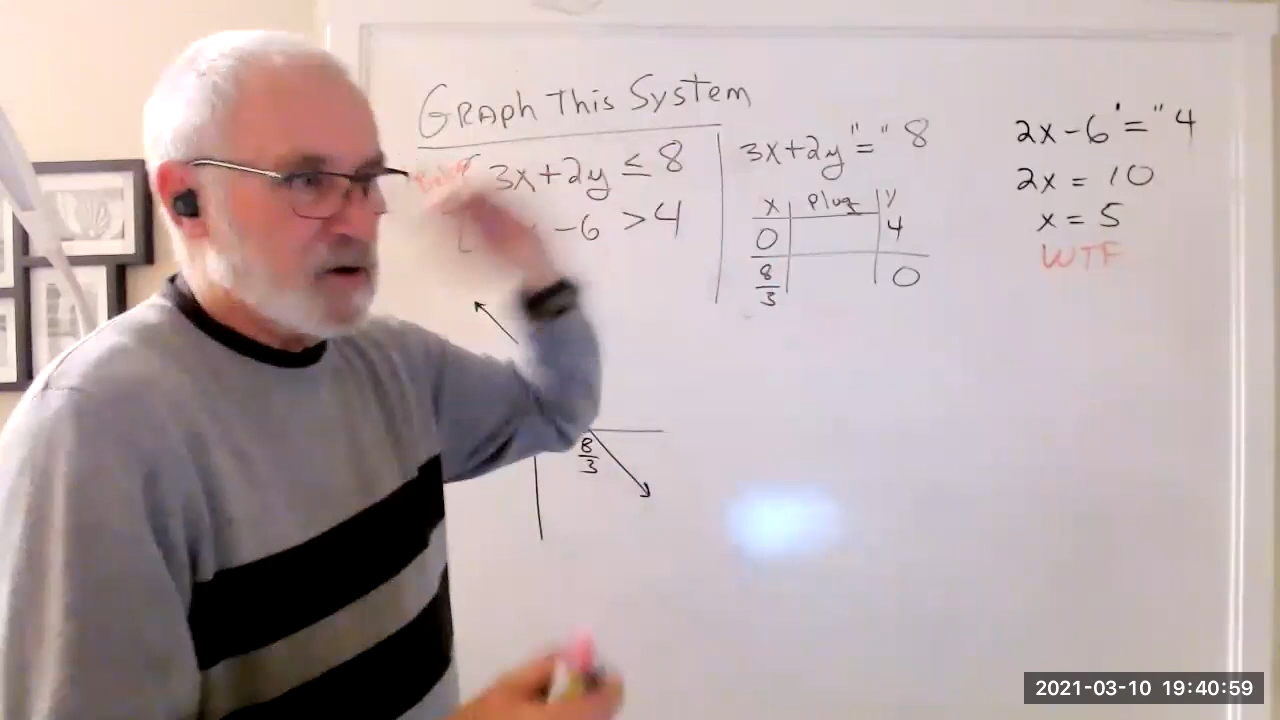 GRAPH THIS SYSTEM
3x+2y ≤ 8
-6 > 4
3x+2y "=" 8
x Plug y
0 4
8/3 0
2x-6 "=" 4
2x = 10
x = 5
WTF
8/3
2021-03-10 19:40:59